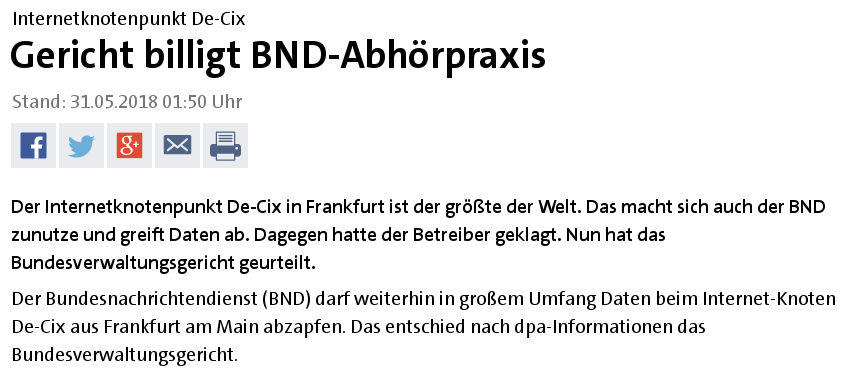 Internetknotenpunkt De-Cix
Gericht billigt BND-Abhörpraxis
Stand: 31.05.2018 01:50 Uhr
f g+
Der Internetknotenpunkt De-Cix in Frankfurt ist der größte der Welt. Das macht sich auch der BND
zunutze und greift Daten ab. Dagegen hatte der Betreiber geklagt. Nun hat das
Bundesverwaltungsgericht geurteilt.
Der Bundesnachrichtendienst (BND) darf weiterhin in großem Umfang Daten beim Internet-Knoten
De-Cix aus Frankfurt am Main abzapfen. Das entschied nach dpa-Informationen das
Bundesverwaltungsgericht.